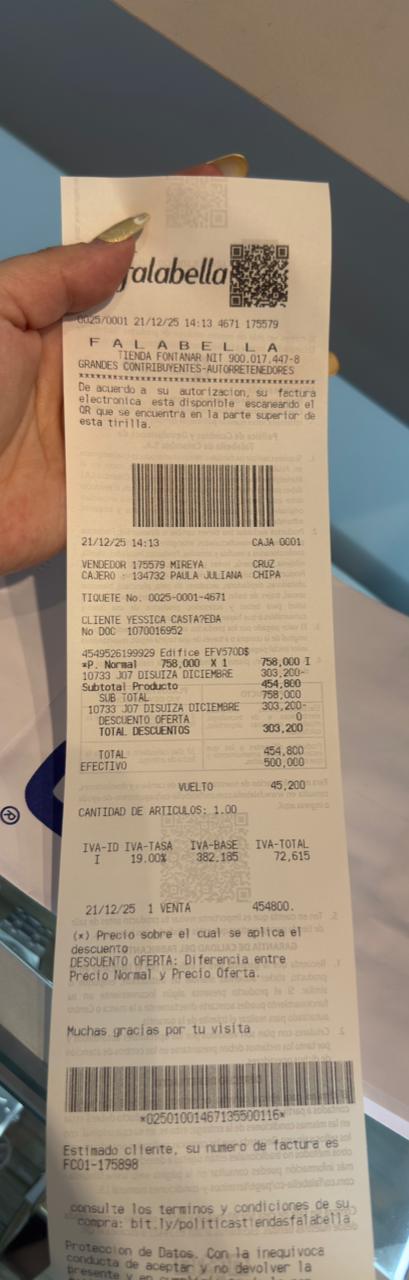 falabella
0025/0001 21/12/25 14:13 4671 175579
F A L A B E L L A
TIENDA FONTANAR NIT 900.017.447-8
GRANDES CONTRIBUYENTES-AUTORRETENEDORES
****************************************
De acuerdo a su autorizacion, su factura
electronica esta disponible escaneando el
QR que se encuentra en la parte superior de
esta tirilla.
21/12/25 14:13 CAJA 0001
VENDEDOR 175579 MIREYA CRUZ
CAJERO : 134732 PAULA JULIANA CHIPA
TIQUETE No. 0025-0001-4671
CLIENTE YESSICA CASTA?EDA
No DOC 1070016952
4549526199929 Edifice EFV570D$
*P. Normal 758,000 X 1 758,000 I
10733 J07 DISUIZA DICIEMBRE 303,200-
Subtotal Producto 454,800
SUB TOTAL 758,000
10733 J07 DISUIZA DICIEMBRE 303,200-
DESCUENTO OFERTA 0
TOTAL DESCUENTOS 303,200
TOTAL 454,800
EFECTIVO 500,000
VUELTO 45,200
CANTIDAD DE ARTICULOS: 1.00
IVA-ID IVA-TASA IVA-BASE IVA-TOTAL
I 19.00% 382.185 72,615
21/12/25 1 VENTA 454800.
(*) Precio sobre el cual se aplica el
descuento
DESCUENTO OFERTA: Diferencia entre
Precio Normal y Precio Oferta.
Muchas gracias por tu visita
*02501001467135500116*
Estimado cliente, su numero de factura es
FC01-175898
consulte los terminos y condiciones de su
compra: bit.ly/politicastiendasfalabella
Proteccion de Datos. Con la inequivoca
conducta de aceptar y no devolver la
®